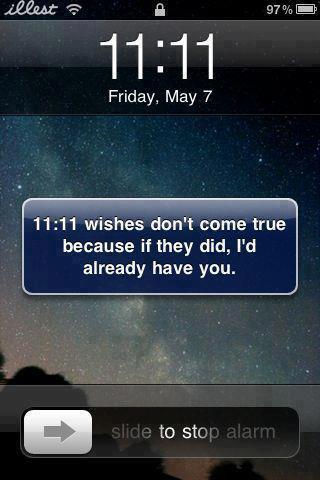 illest 97%
11:11
Friday, May 7
11:11 wishes don't come true
because if they did, I'd
already have you.
slide to stop alarm